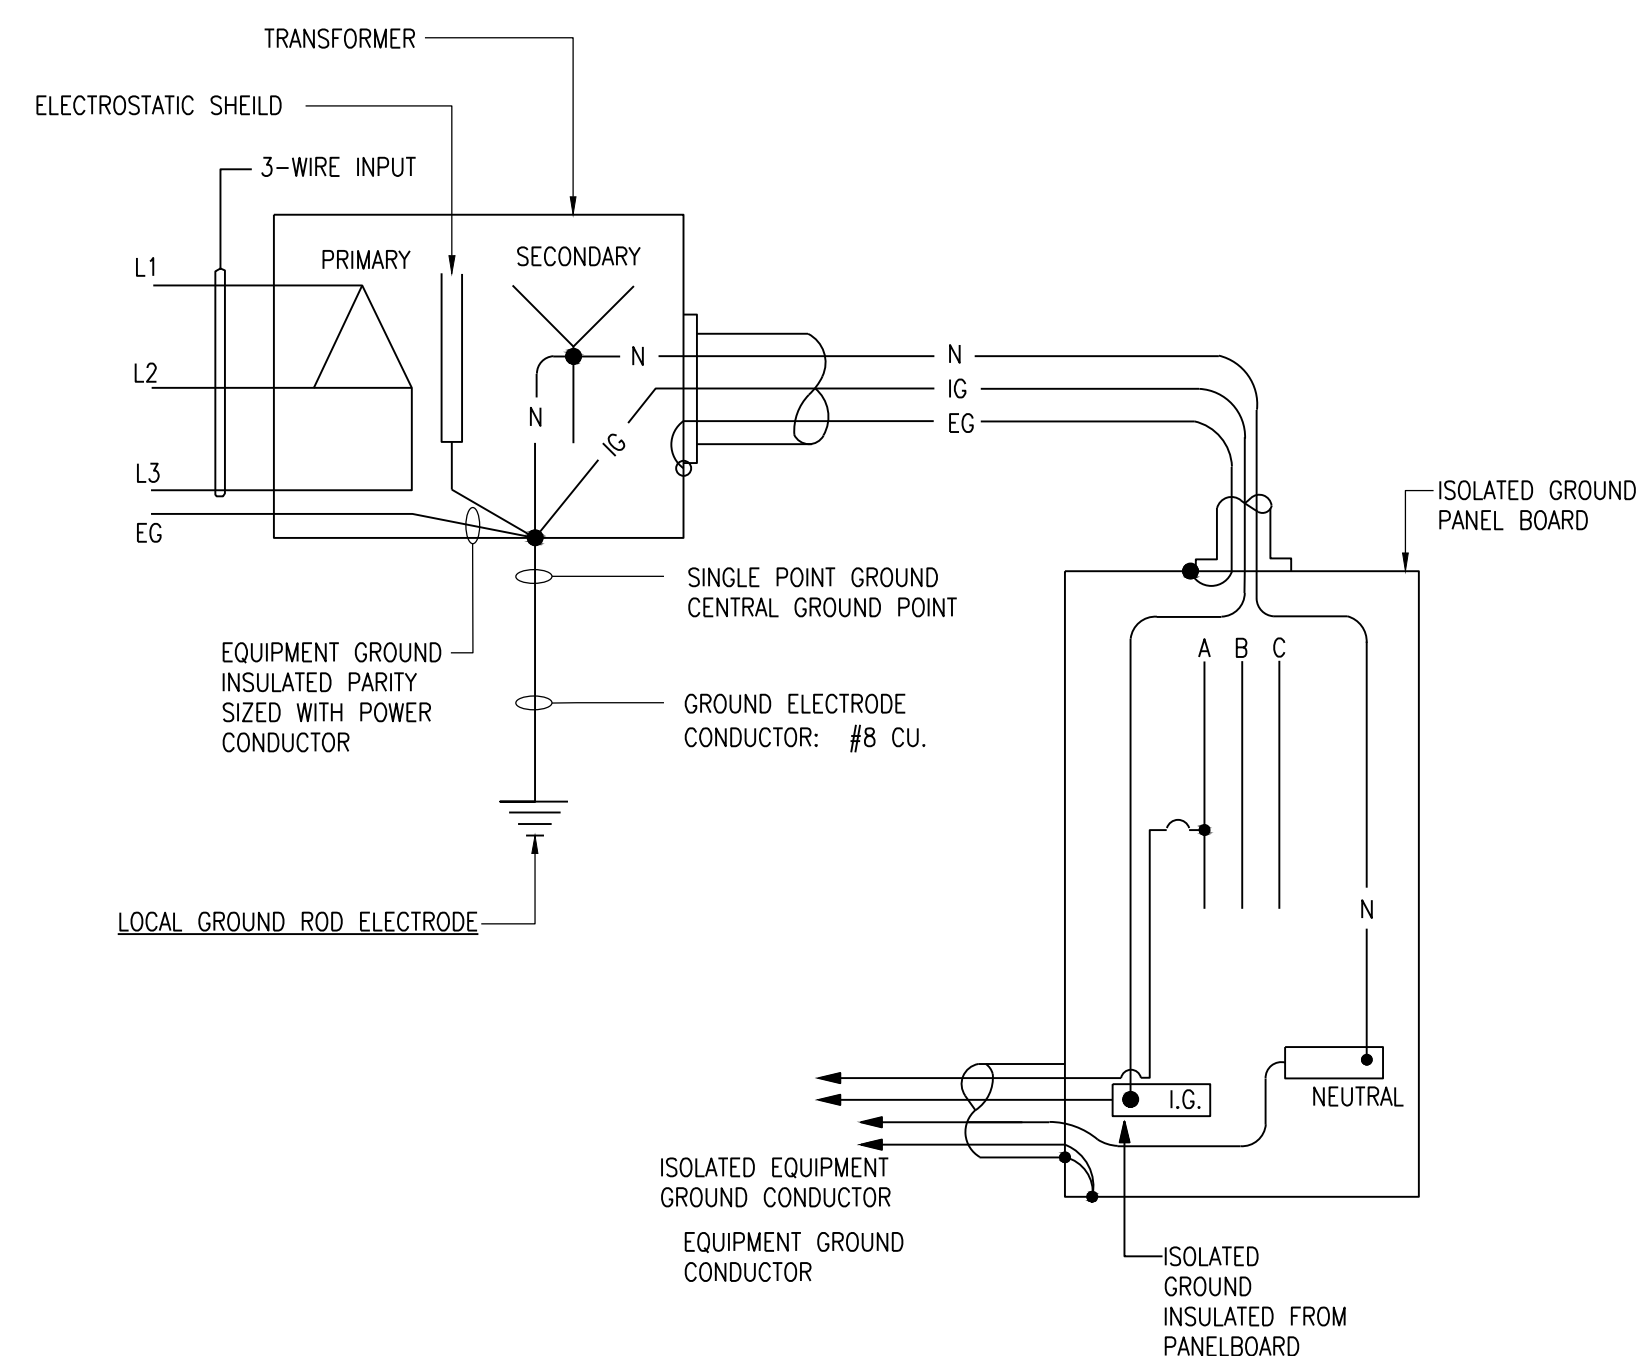 TRANSFORMER
ELECTROSTATIC SHEILD
3-WIRE INPUT
PRIMARY
SECONDARY
L1
L2
L3
EG
N
N
IG
N
IG
EG
ISOLATED GROUND
PANEL BOARD
SINGLE POINT GROUND
CENTRAL GROUND POINT
EQUIPMENT GROUND
INSULATED PARITY
SIZED WITH POWER
CONDUCTOR
GROUND ELECTRODE
CONDUCTOR: #8 CU.
A B C
N
LOCAL GROUND ROD ELECTRODE
I.G.
NEUTRAL
ISOLATED EQUIPMENT
GROUND CONDUCTOR
EQUIPMENT GROUND
CONDUCTOR
ISOLATED
GROUND
INSULATED FROM
PANELBOARD